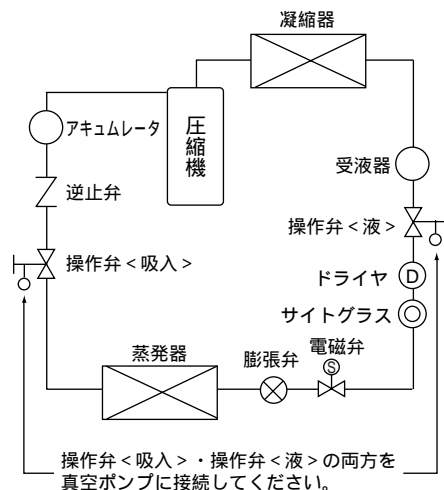 凝縮器
アキュムレータ
圧縮機
受液器
逆止弁
操作弁<液>
操作弁<吸入>
ドライヤ
D
サイトグラス
電磁弁
S
膨張弁
蒸発器
操作弁<吸入>・操作弁<液>の両方を
真空ポンプに接続してください。